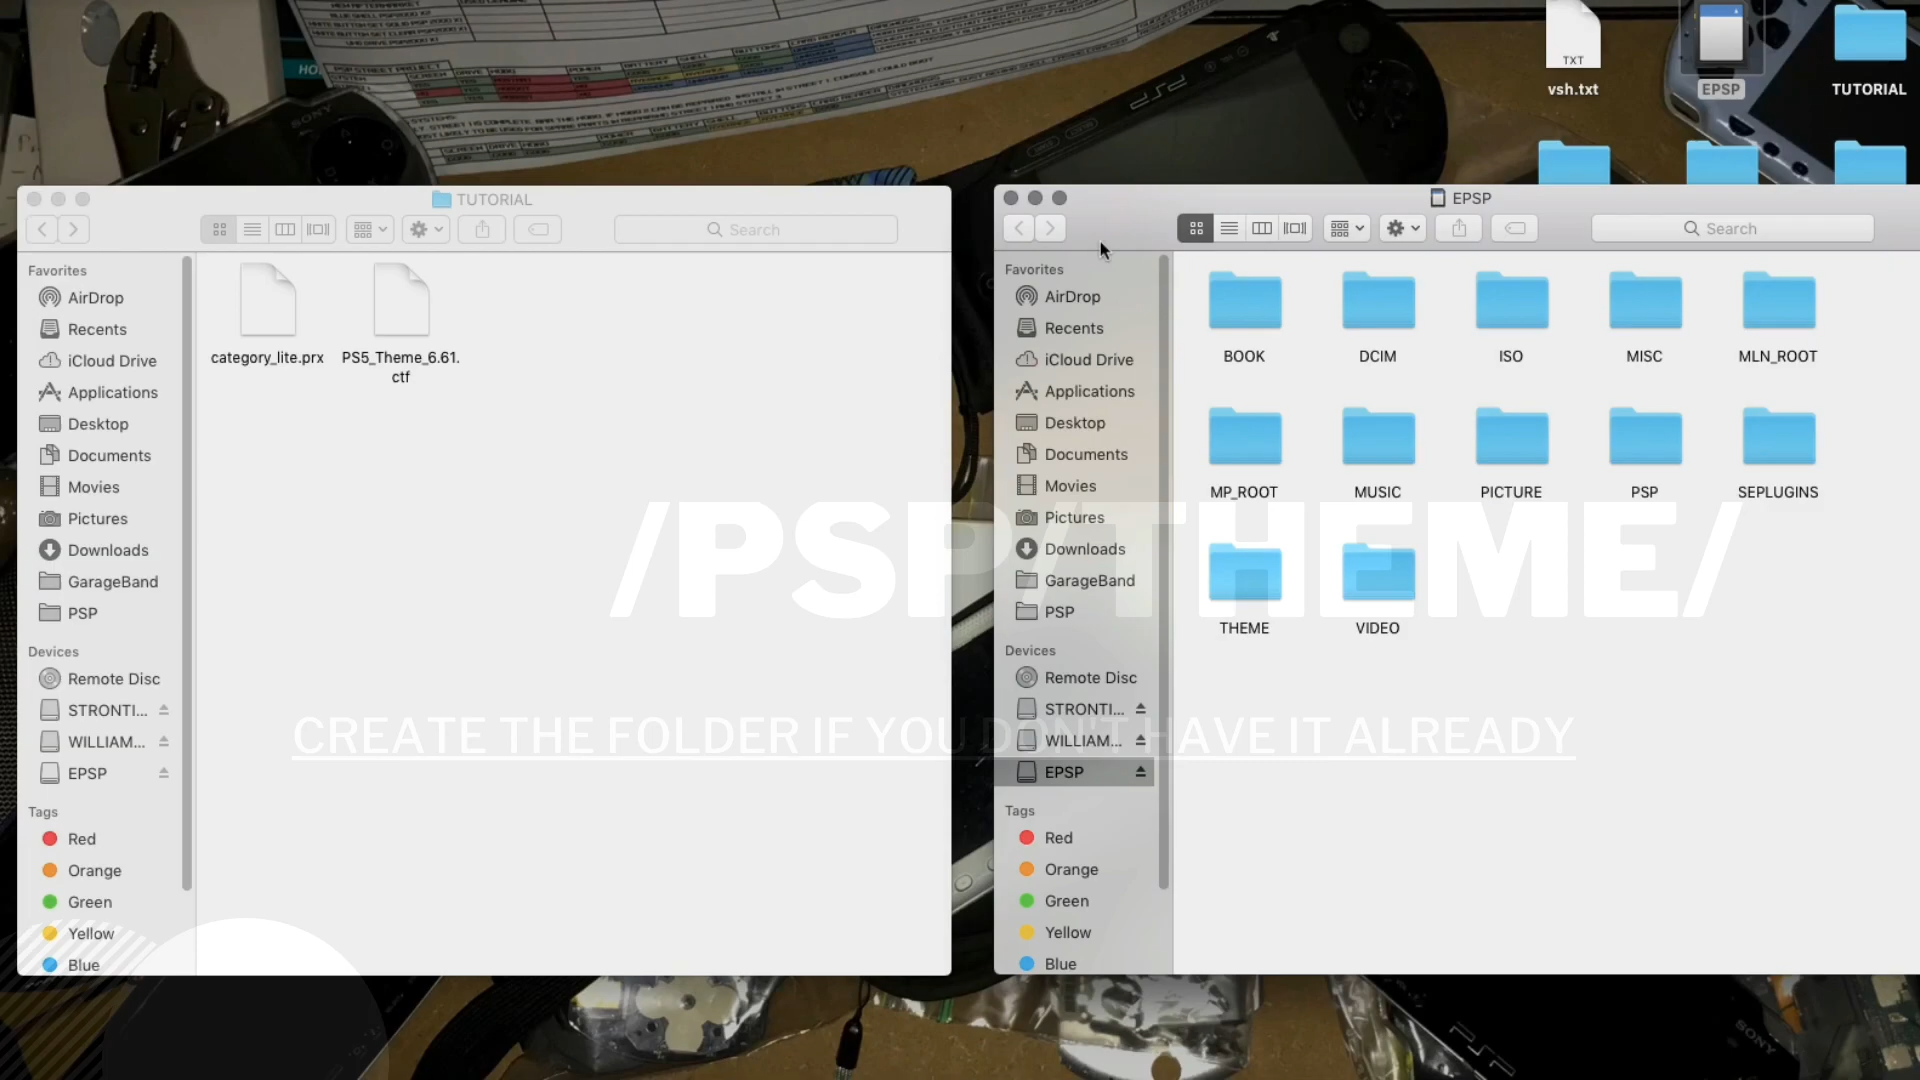 vsh.txt
EPSP
TUTORIAL
TXT
HO
SONY
TUTORIAL
Search
Favorites
AirDrop
Recents
iCloud Drive
Applications
Desktop
Documents
Movies
Pictures
Downloads
GarageBand
PSP
Devices
Remote Disc
STRONTI...
WILLIAM...
EPSP
Tags
Red
Orange
Green
Yellow
Blue
category_lite.prx
PS5_Theme_6.61.
ctf
EPSP
Search
Favorites
AirDrop
Recents
iCloud Drive
Applications
Desktop
Documents
Movies
Pictures
Downloads
GarageBand
PSP
Devices
Remote Disc
STRONTI...
WILLIAM...
EPSP
Tags
Red
Orange
Green
Yellow
Blue
BOOK
DCIM
ISO
MISC
MLN_ROOT
MP_ROOT
MUSIC
PICTURE
PSP
SEPLUGINS
THEME
VIDEO
/PSP/THEME/
CREATE THE FOLDER IF YOU DON'T HAVE IT ALREADY
SONY